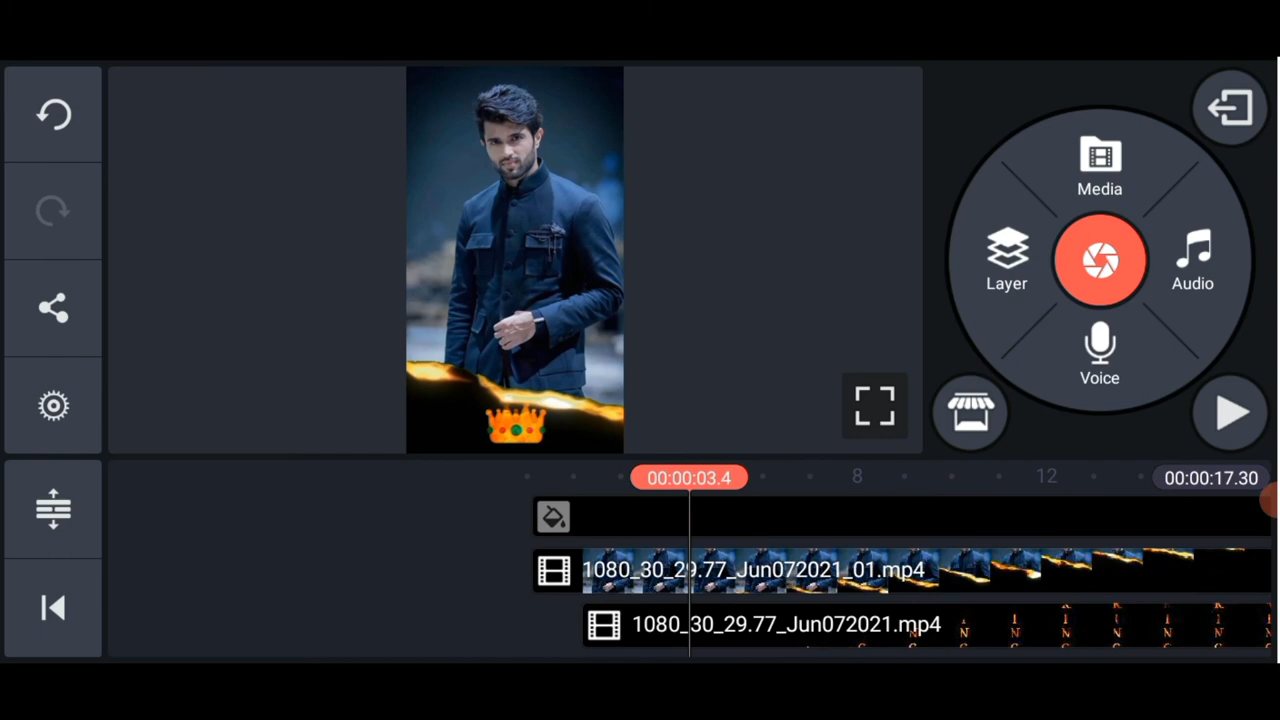 Media
Layer
Audio
Voice
00:00:03.4
8
12
00:00:17.30
1080_30_29.77_Jun072021_01.mp4
1080_30_29.77_Jun072021.mp4